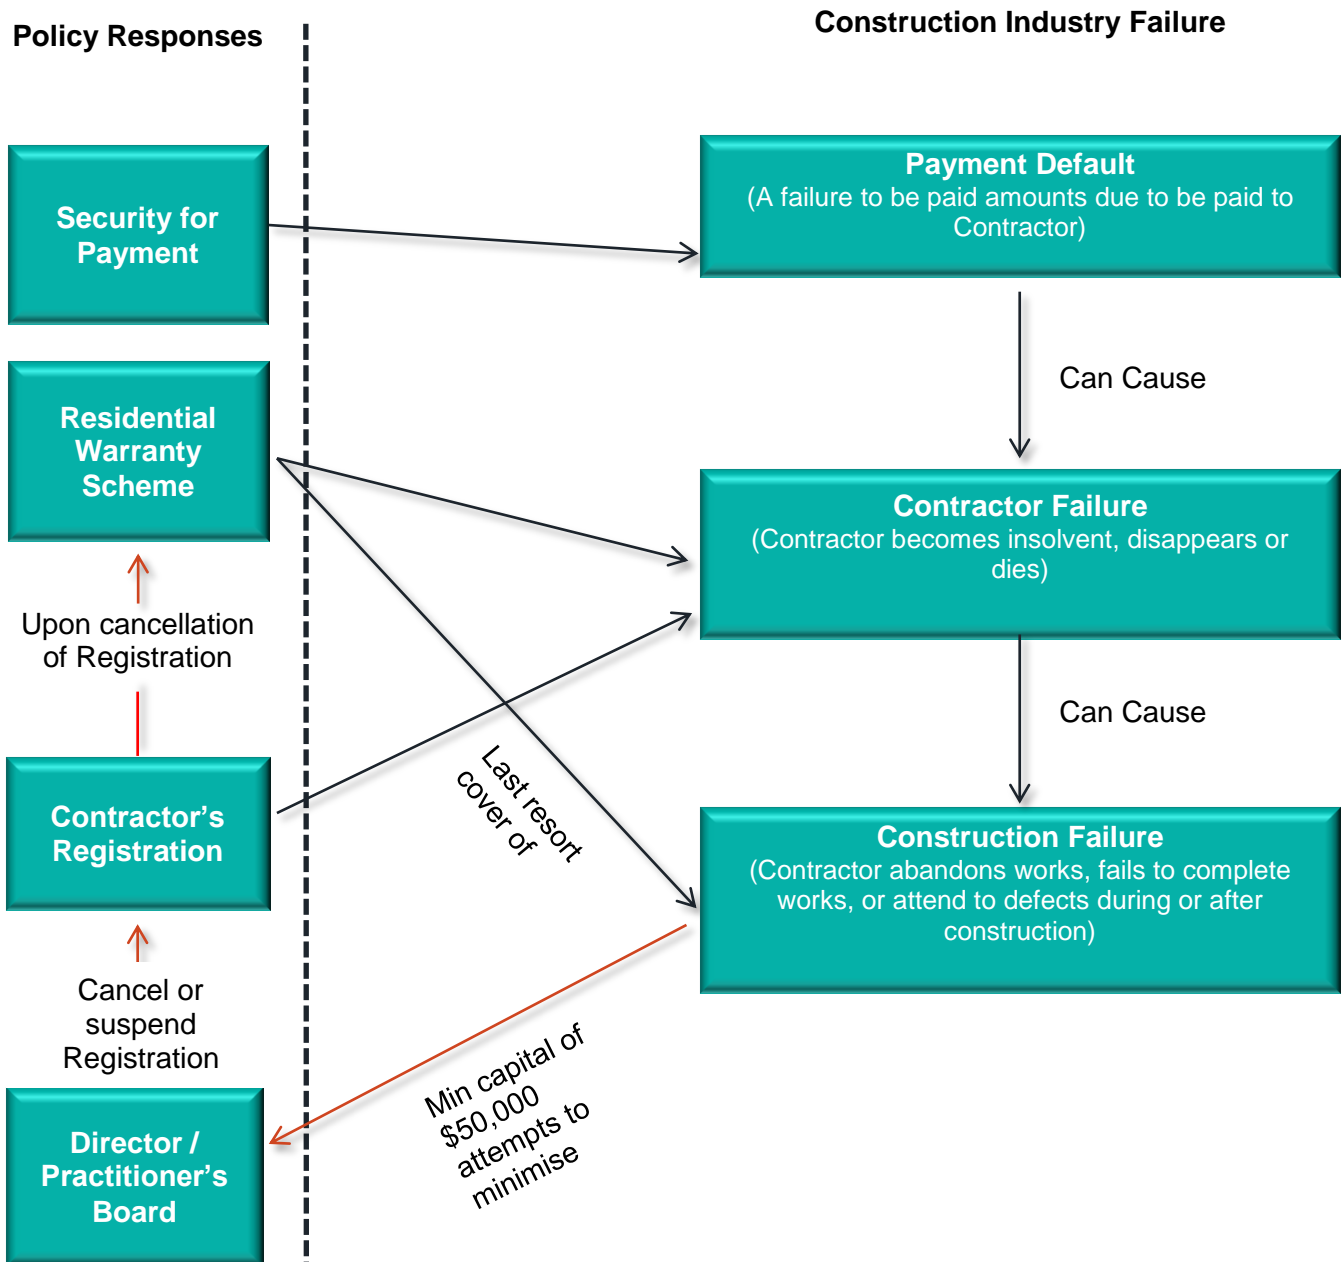 Policy Responses
Construction Industry Failure
Security for
Payment
Payment Default
(A failure to be paid amounts due to be paid to
Contractor)
Can Cause
Residential
Warranty
Scheme
Contractor Failure
(Contractor becomes insolvent, disappears or
dies)
Upon cancellation
of Registration
Can Cause
Last resort
cover of
Contractor’s
Registration
Construction Failure
(Contractor abandons works, fails to complete
works, or attend to defects during or after
construction)
Cancel or
suspend
Registration
Min capital of
$50,000
attempts to
minimise
Director /
Practitioner’s
Board